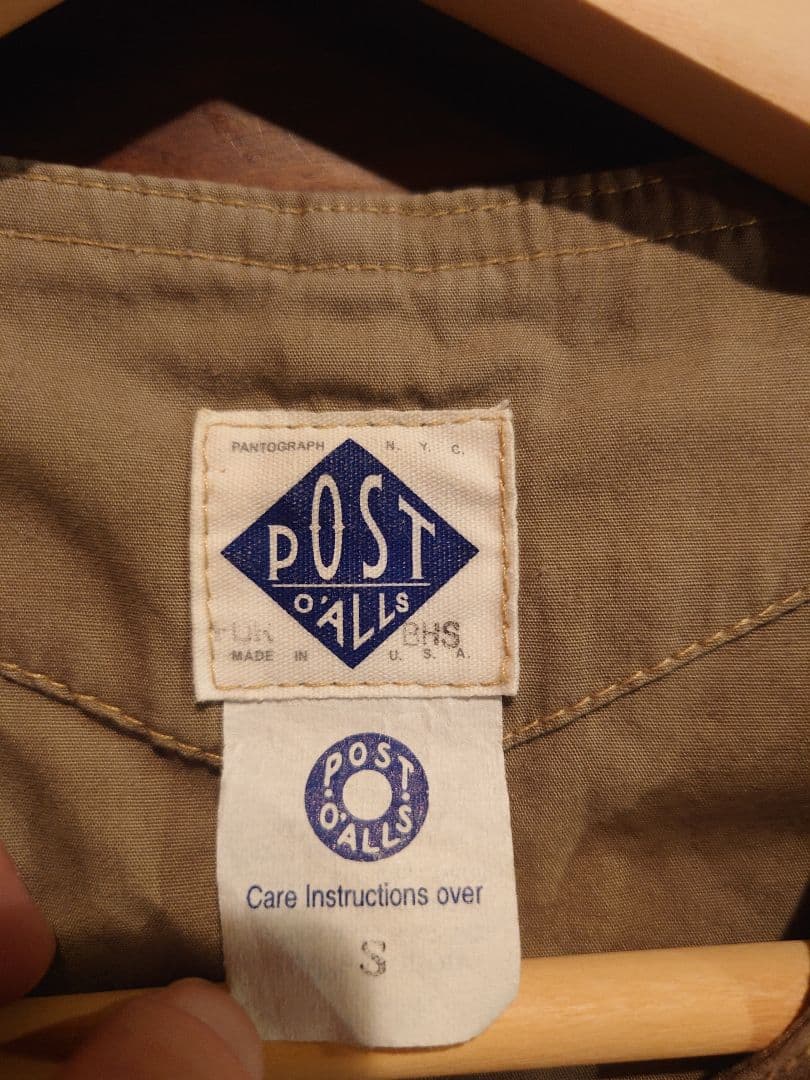 PANTOGRAPH N. Y. C.
POST
O'ALLS
BHS
MADE IN U. S. A.
POST
O'ALLS
Care Instructions over
S